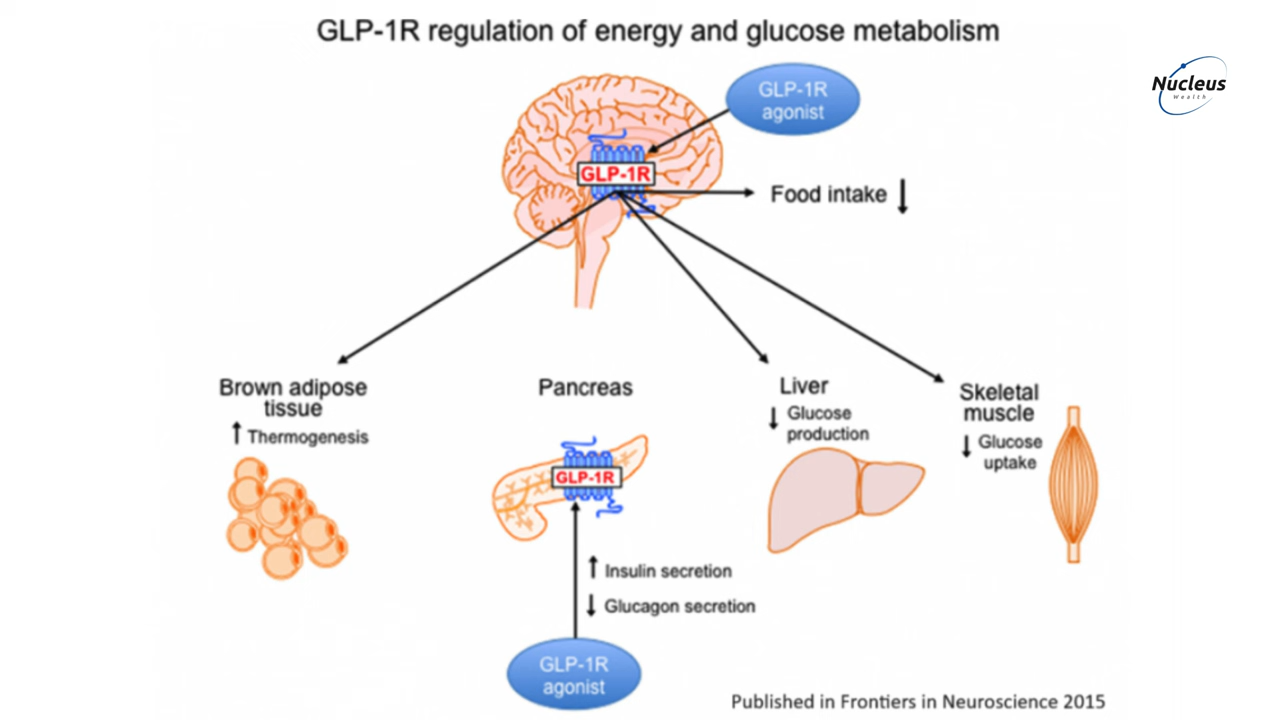 GLP-1R regulation of energy and glucose metabolism
Nucleus
Wealth
GLP-1R
agonist
GLP-1R
Food intake ↓
Brown adipose
tissue
↑ Thermogenesis
Pancreas
GLP-1R
↑ Insulin secretion
↓ Glucagon secretion
GLP-1R
agonist
Liver
↓ Glucose
production
Skeletal
muscle
↓ Glucose
uptake
Published in Frontiers in Neuroscience 2015